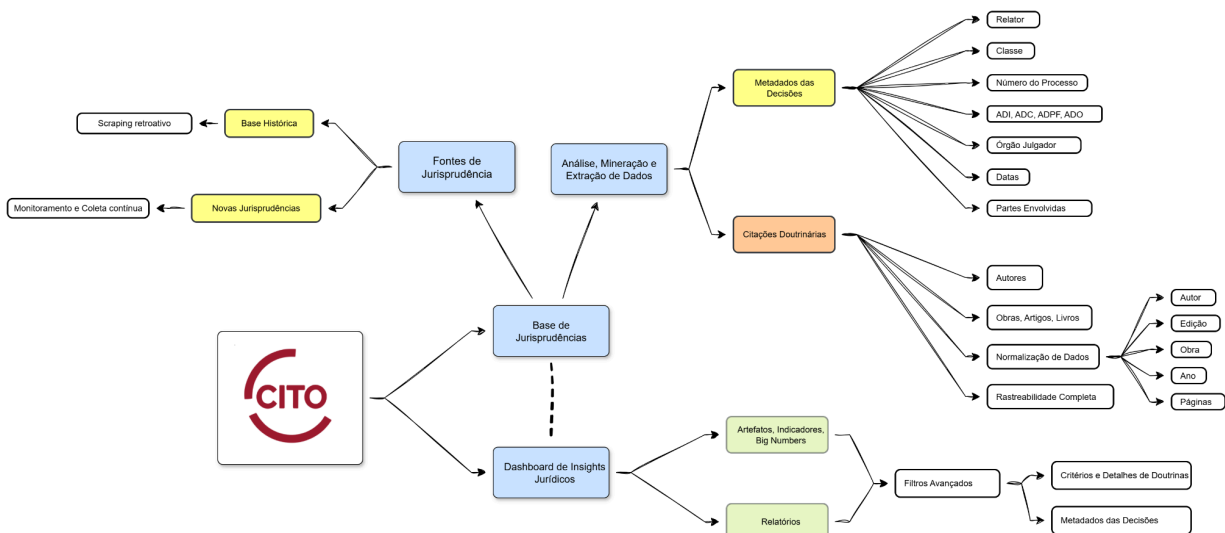 Relator
Classe
Metadados das
Decisões
Número do Processo
Scraping retroativo
Base Histórica
ADI, ADC, ADPF, ADO
Fontes de
Jurisprudência
Análise, Mineração e
Extração de Dados
Órgão Julgador
Datas
Monitoramento e Coleta contínua
Novas Jurisprudências
Partes Envolvidas
Citações Doutrinárias
Autores
Autor
Base de
Jurisprudências
Obras, Artigos, Livros
Edição
Normalização de Dados
Obra
CITO
Ano
Rastreabilidade Completa
Páginas
Artefatos, Indicadores,
Big Numbers
Dashboard de Insights
Jurídicos
Filtros Avançados
Critérios e Detalhes de Doutrinas
Relatórios
Metadados das Decisões